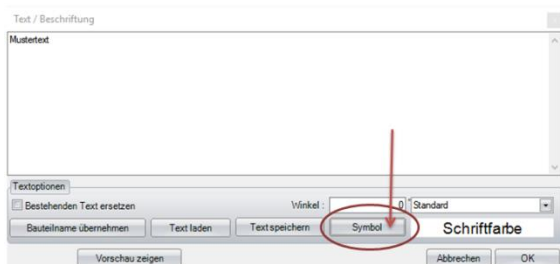 Text / Beschriftung
Mustertext
Textoptionen
Bestehenden Text ersetzen
Winkel : 0° Standard
Bauteilname übernehmen Text laden Text speichern Symbol Schriftfarbe
Vorschau zeigen Abbrechen OK